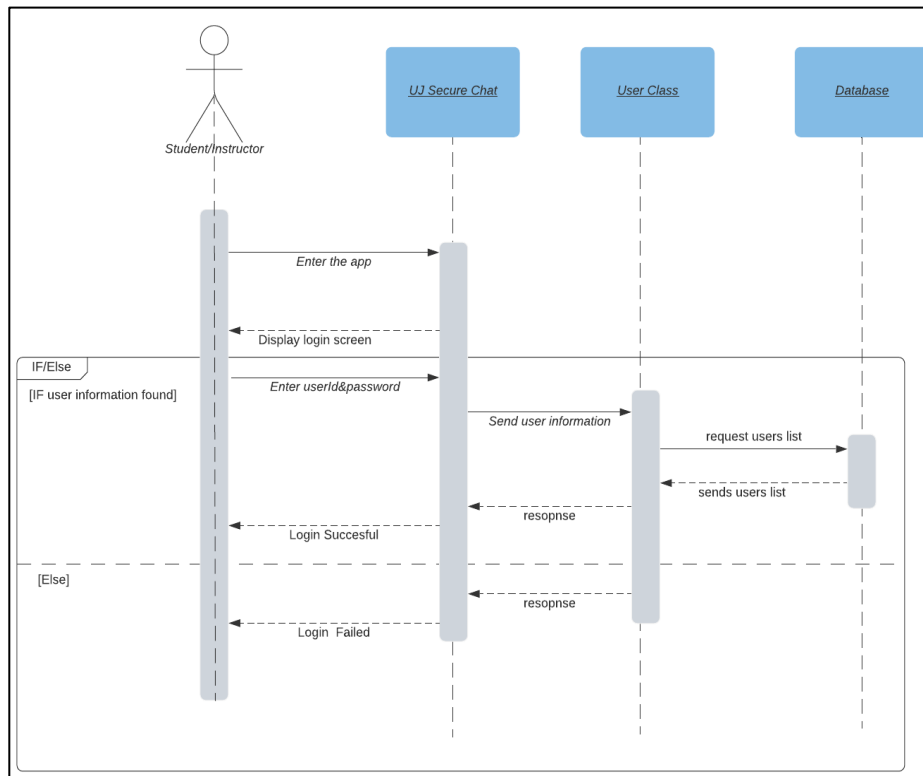 UJ Secure Chat
User Class
Database
Student/Instructor
Enter the app
Display login screen
IF/Else
Enter userId&password
[IF user information found]
Send user information
request users list
sends users list
resopnse
Login Succesful
[Else]
resopnse
Login Failed